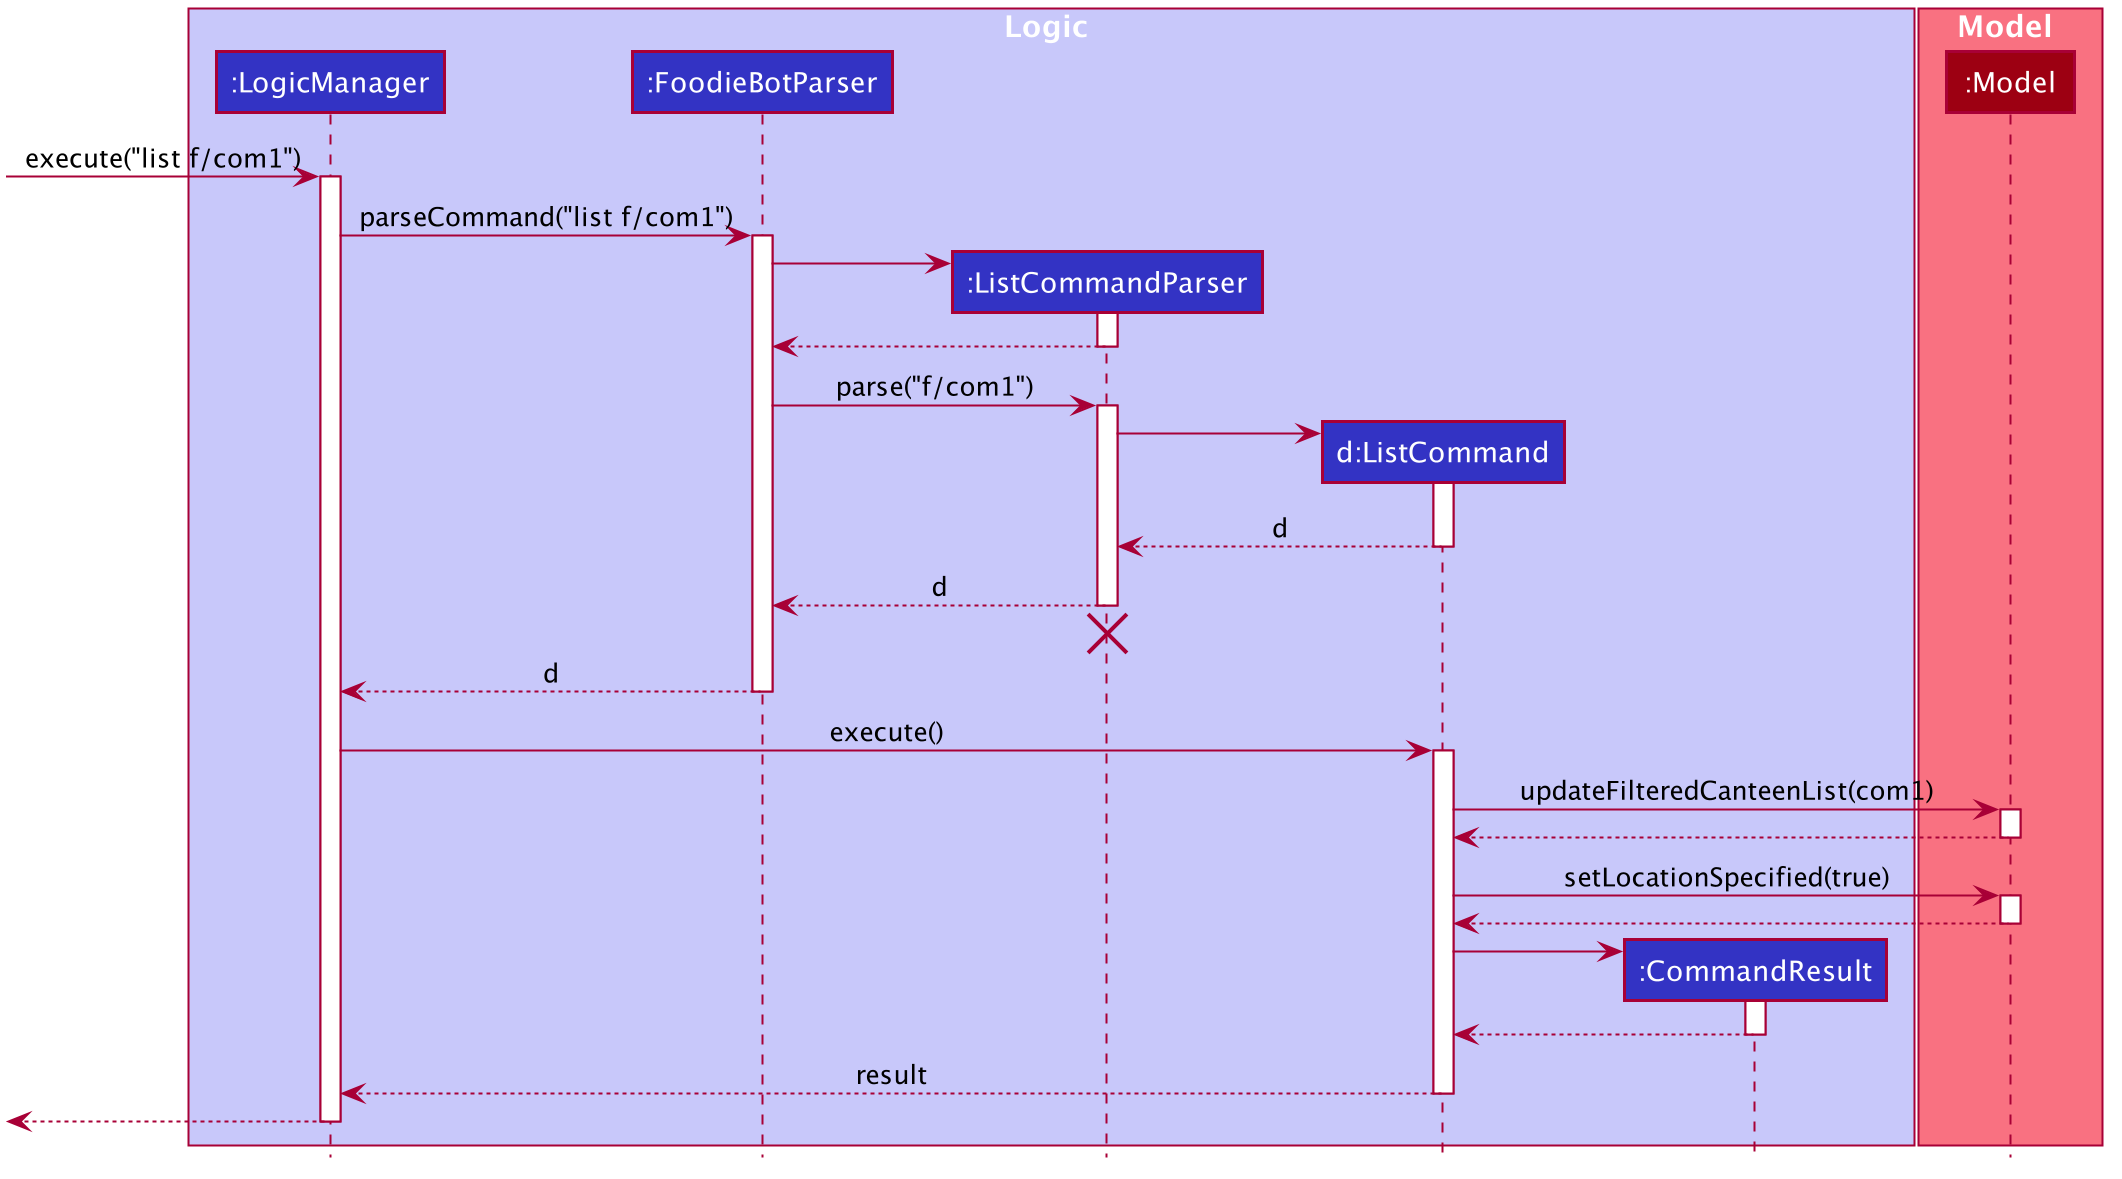 Logic
Model
:LogicManager
:FoodieBotParser
:Model
execute("list f/com1")
parseCommand("list f/com1")
:ListCommandParser
parse("f/com1")
d:ListCommand
d
d
d
execute()
updateFilteredCanteenList(com1)
setLocationSpecified(true)
:CommandResult
result